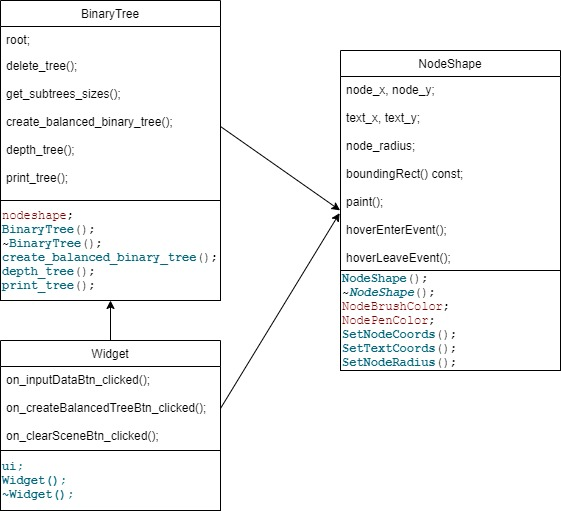 BinaryTree
root;
delete_tree();
get_subtrees_sizes();
create_balanced_binary_tree();
depth_tree();
print_tree();
nodeshape;
BinaryTree();
~BinaryTree();
create_balanced_binary_tree();
depth_tree();
print_tree();
NodeShape
node_x, node_y;
text_x, text_y;
node_radius;
boundingRect() const;
paint();
hoverEnterEvent();
hoverLeaveEvent();
NodeShape();
~NodeShape();
NodeBrushColor;
NodePenColor;
SetNodeCoords();
SetTextCoords();
SetNodeRadius();
Widget
on_inputDataBtn_clicked();
on_createBalancedTreeBtn_clicked();
on_clearSceneBtn_clicked();
ui;
Widget();
~Widget();